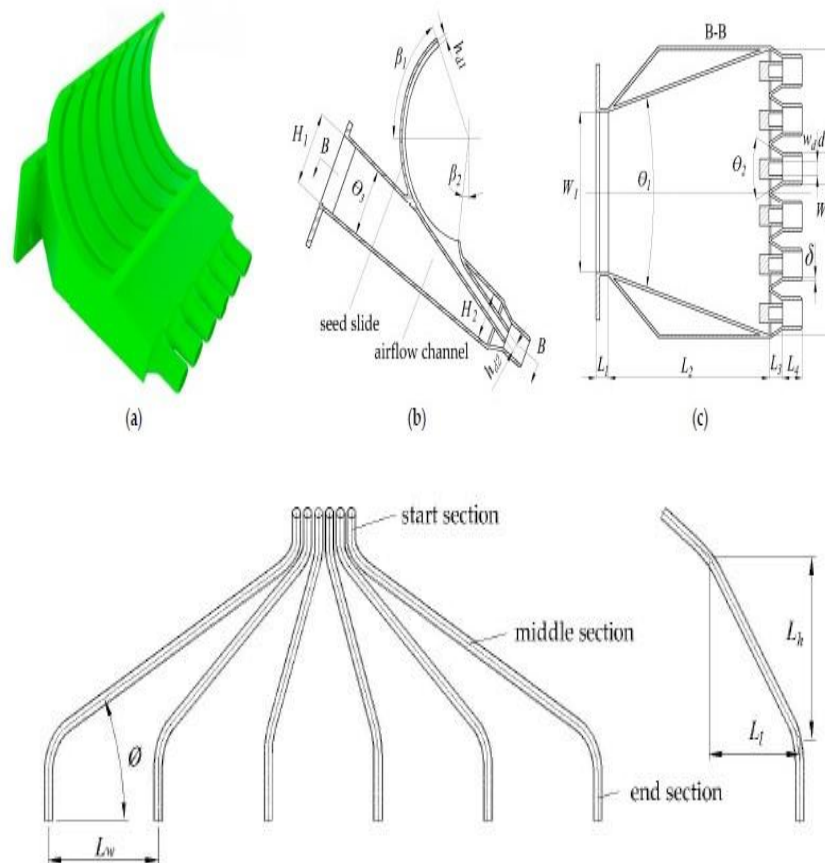 β1
hd1
H1
B
Θ3
β2
seed slide
airflow channel
H2
hd2
B
B-B
W1
Θ1
Θ2
wd
d
W
δ
L1
L2
L3
L4
(a)
(b)
(c)
start section
middle section
end section
Ø
Lw
Lh
Ll